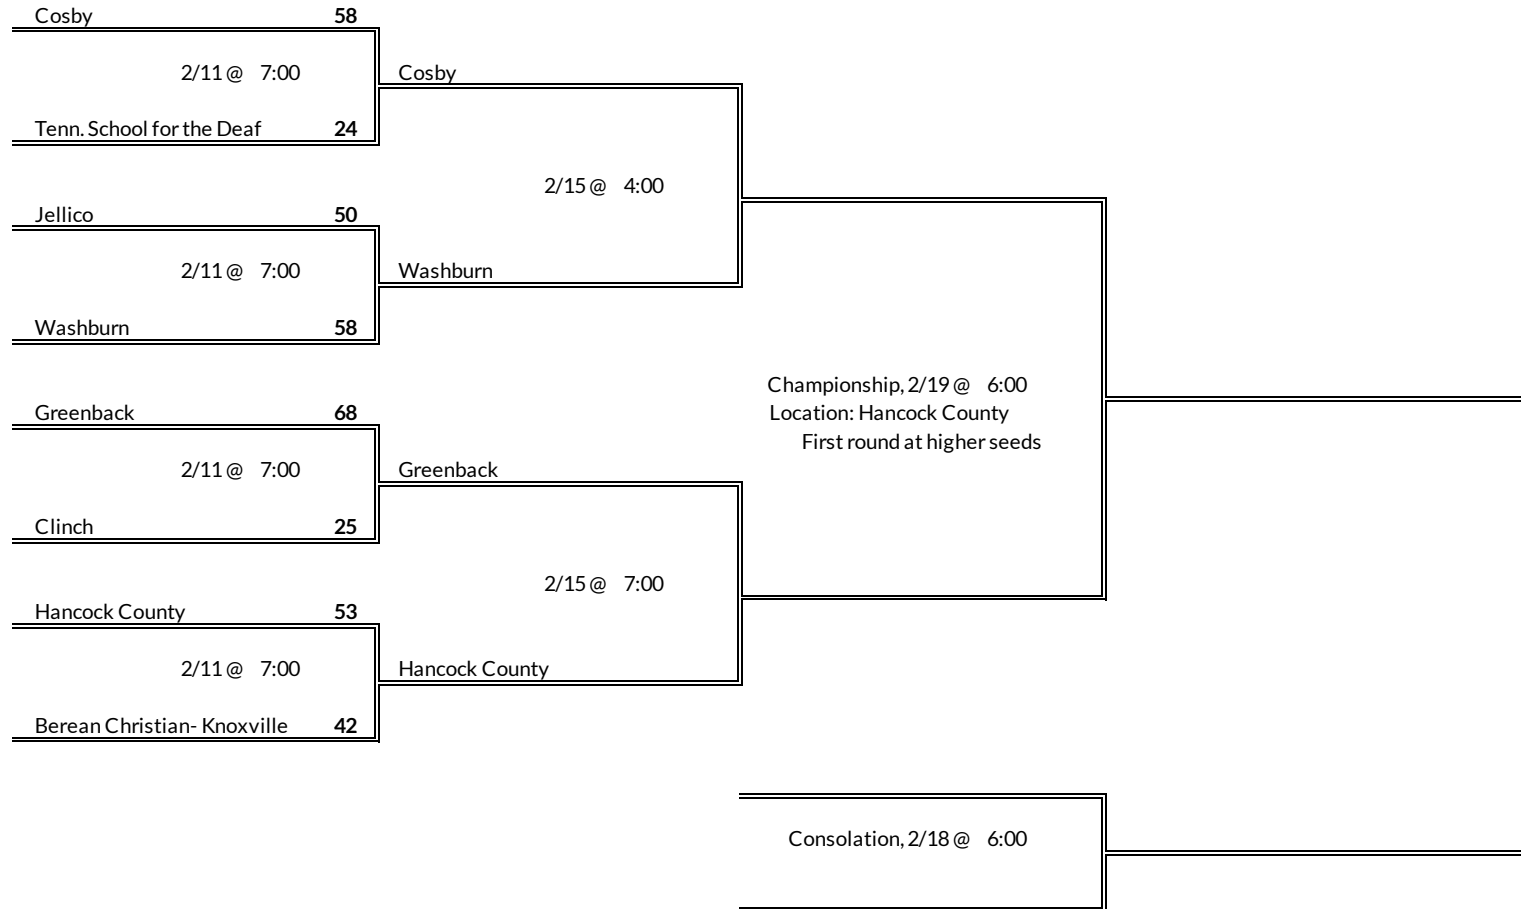 Cosby 58
2/11 @ 7:00
Cosby
Tenn. School for the Deaf 24
2/15 @ 4:00
Jellico 50
2/11 @ 7:00
Washburn
Washburn 58
Championship, 2/19 @ 6:00
Location: Hancock County
First round at higher seeds
Greenback 68
2/11 @ 7:00
Greenback
Clinch 25
2/15 @ 7:00
Hancock County 53
2/11 @ 7:00
Hancock County
Berean Christian- Knoxville 42
Consolation, 2/18 @ 6:00